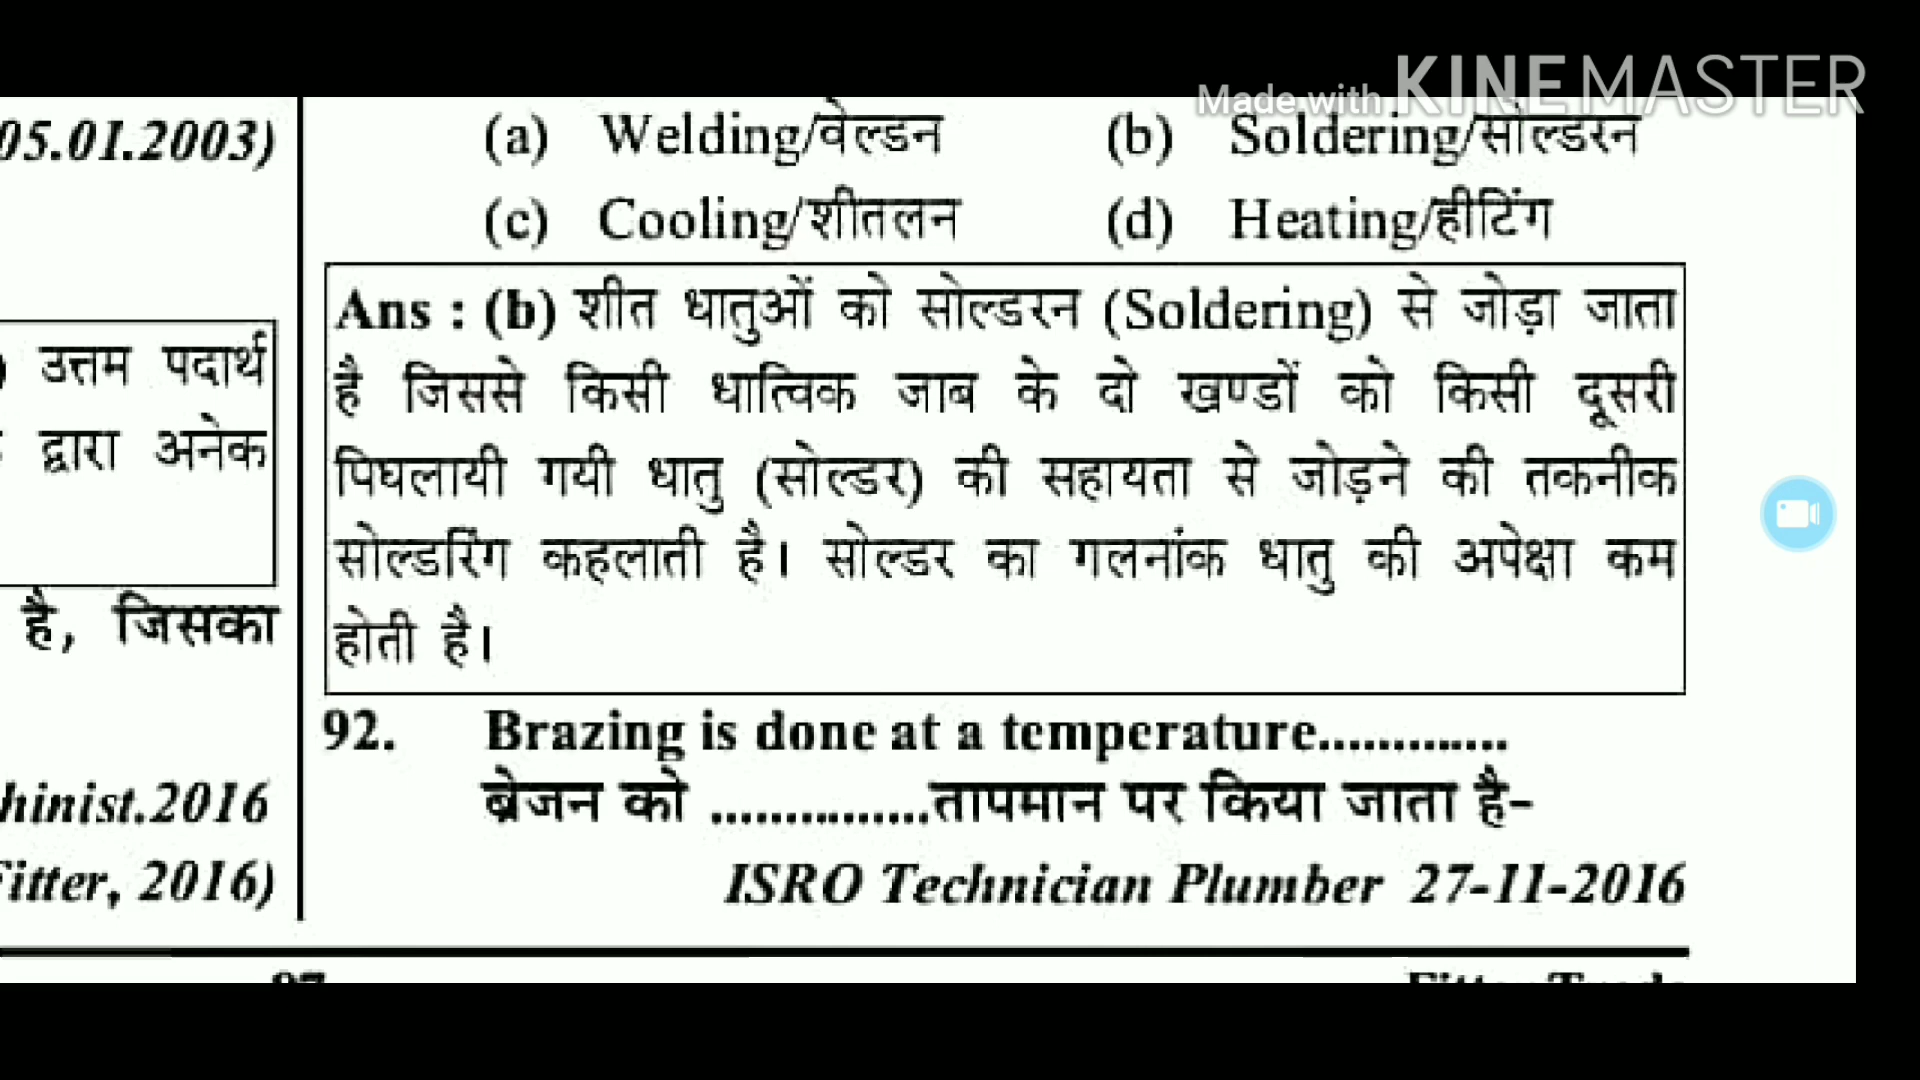 Made with KINEMASTER
05.01.2003)
उत्तम पदार्थ
द्वारा अनेक
है, जिसका
hinist.2016
Fitter, 2016)
(a) Welding/वेल्डन (b) Soldering/सोल्डरन
(c) Cooling/शीतलन (d) Heating/हीटिंग
Ans : (b) शीत धातुओं को सोल्डरन (Soldering) से जोड़ा जाता
है जिससे किसी धात्विक जाब के दो खण्डों को किसी दूसरी
पिघलायी गयी धातु (सोल्डर) की सहायता से जोड़ने की तकनीक
सोल्डरिंग कहलाती है। सोल्डर का गलनांक धातु की अपेक्षा कम
होती है।
92. Brazing is done at a temperature.............
ब्रेजन को ...............तापमान पर किया जाता है-
ISRO Technician Plumber 27-11-2016